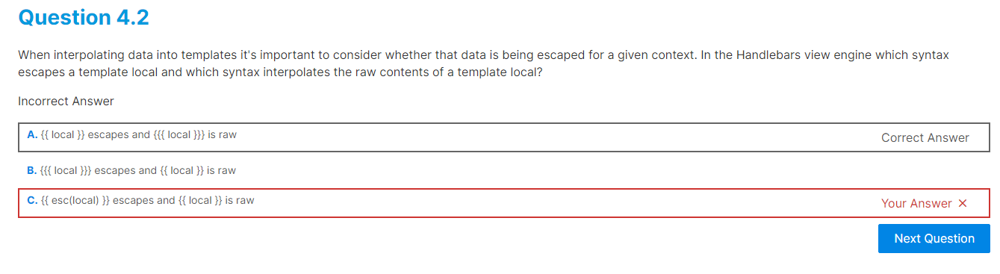 Question 4.2
When interpolating data into templates it's important to consider whether that data is being escaped for a given context. In the Handlebars view engine which syntax
escapes a template local and which syntax interpolates the raw contents of a template local?
Incorrect Answer
A. {{ local }} escapes and {{{ local }}} is raw
Correct Answer
B. {{{ local }}} escapes and {{ local }} is raw
C. {{ esc(local) }} escapes and {{ local }} is raw
Your Answer ×
Next Question